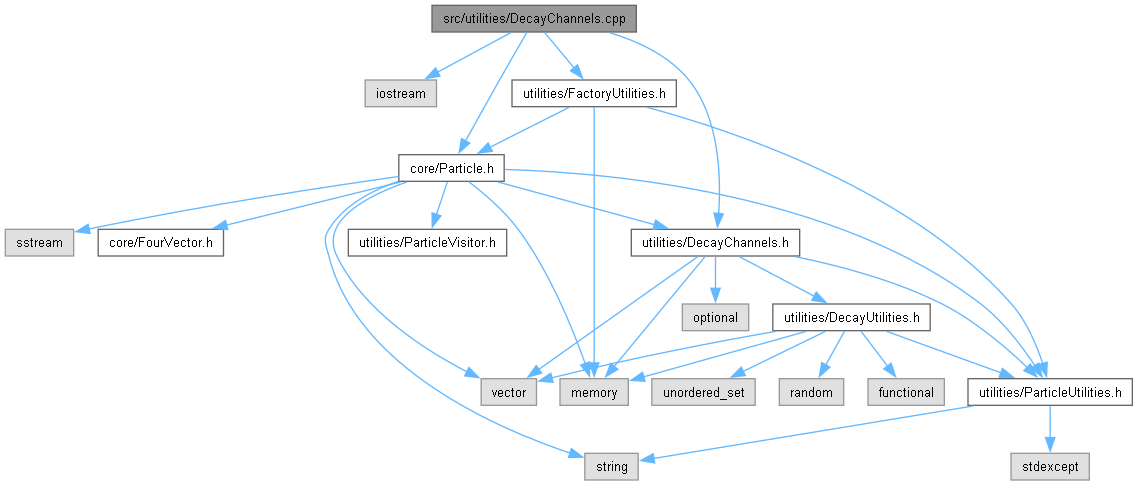 src/utilities/DecayChannels.cpp
iostream
utilities/FactoryUtilities.h
core/Particle.h
sstream
core/FourVector.h
utilities/ParticleVisitor.h
utilities/DecayChannels.h
optional
utilities/DecayUtilities.h
vector
memory
unordered_set
random
functional
utilities/ParticleUtilities.h
string
stdexcept